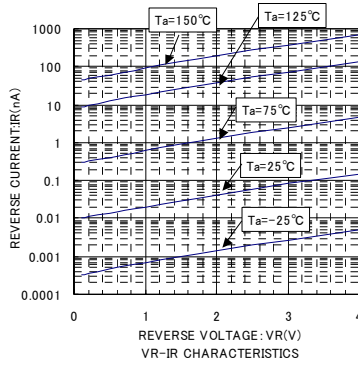 Ta=150℃
Ta=125℃
Ta=75℃
Ta=25℃
Ta=-25℃
REVERSE CURRENT:IR(nA)
1000
100
10
1
0.1
0.01
0.001
0.0001
0 1 2 3 4
REVERSE VOLTAGE:VR(V)
VR-IR CHARACTERISTICS